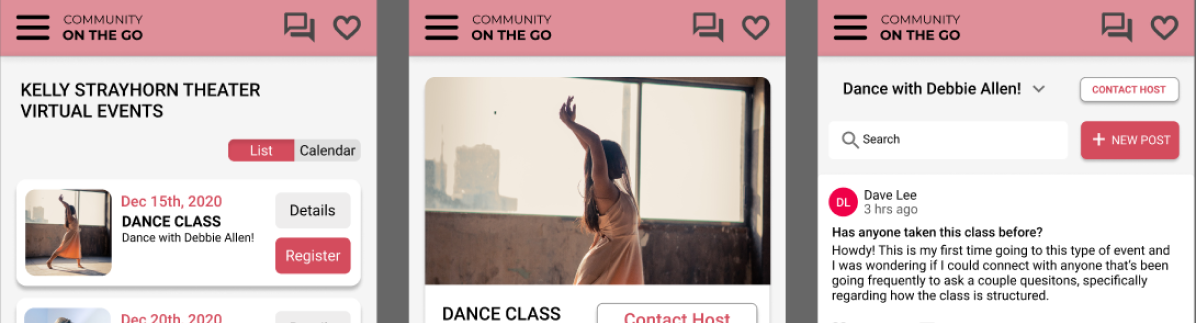 COMMUNITY
ON THE GO
KELLY STRAYHORN THEATER
VIRTUAL EVENTS
List
Calendar
Dec 15th, 2020
DANCE CLASS
Dance with Debbie Allen!
Details
Register
Dec 20th, 2020
COMMUNITY
ON THE GO
DANCE CLASS
Contact Host
COMMUNITY
ON THE GO
Dance with Debbie Allen!
CONTACT HOST
Search
+ NEW POST
DL
Dave Lee
3 hrs ago
Has anyone taken this class before?
Howdy! This is my first time going to this type of event and
I was wondering if I could connect with anyone that's been
going frequently to ask a couple quesitons, specifically
regarding how the class is structured.